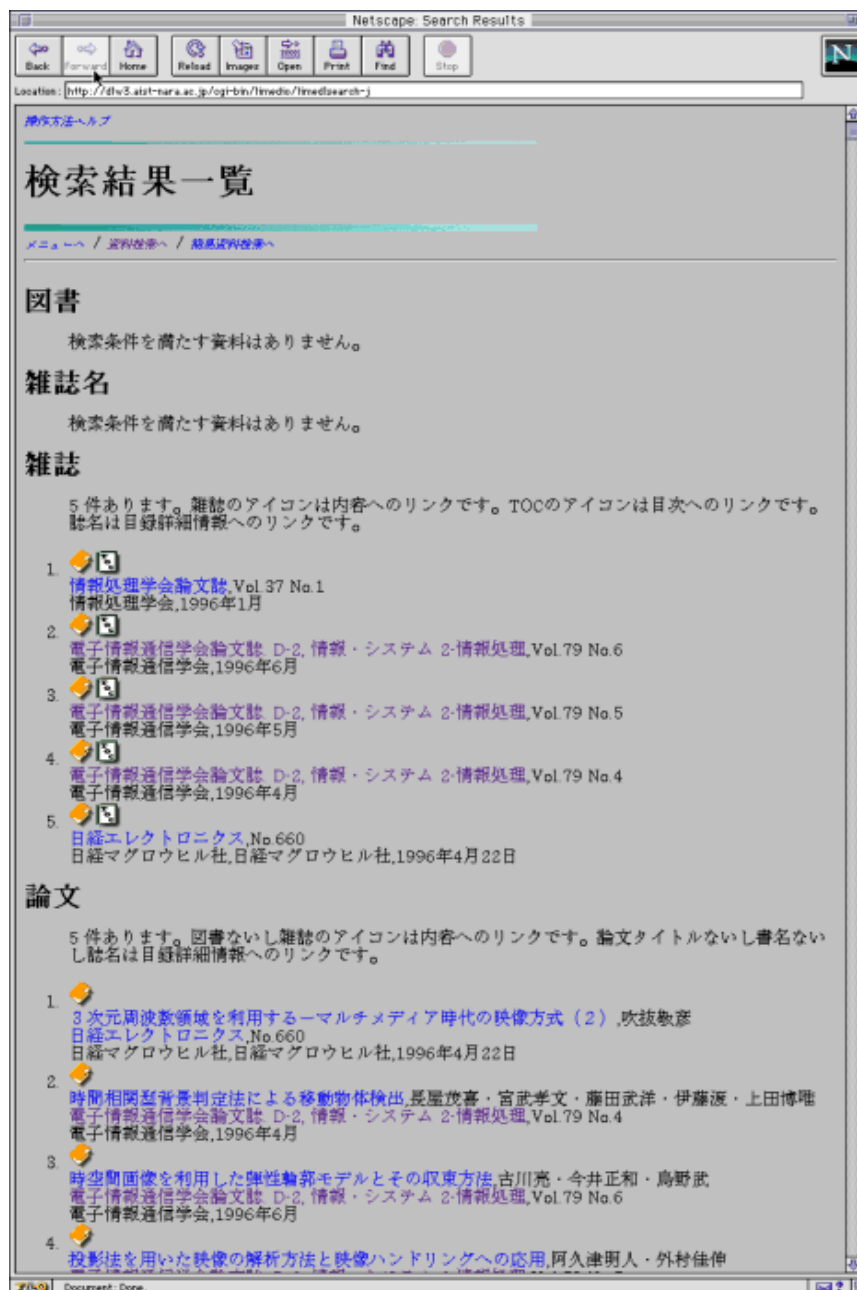 Netscape: Search Results
Back Forward Home Reload Images Open Print Find Stop
N
Location: http://dlw3.aist-nara.ac.jp/cgi-bin/limedio/limedlsearch-j
操作方法ヘルプ
検索結果一覧
メニューへ / 資料検索へ / 簡易資料検索へ
図書
検索条件を満たす資料はありません。
雑誌名
検索条件を満たす資料はありません。
雑誌
5 件あります。雑誌のアイコンは内容へのリンクです。TOCのアイコンは目次へのリンクです。
誌名は目録詳細情報へのリンクです。
1.
情報処理学会論文誌,Vol.37 No.1
情報処理学会,1996年1月
2.
電子情報通信学会論文誌. D-2, 情報・システム 2-情報処理,Vol.79 No.6
電子情報通信学会,1996年6月
3.
電子情報通信学会論文誌. D-2, 情報・システム 2-情報処理,Vol.79 No.5
電子情報通信学会,1996年5月
4.
電子情報通信学会論文誌. D-2, 情報・システム 2-情報処理,Vol.79 No.4
電子情報通信学会,1996年4月
5.
日経エレクトロニクス,No.660
日経マグロウヒル社,日経マグロウヒル社,1996年4月22日
論文
5 件あります。図書ないし雑誌のアイコンは内容へのリンクです。論文タイトルないし書名ない
し誌名は目録詳細情報へのリンクです。
1.
3次元周波数領域を利用するーマルチメディア時代の映像方式（2）,吹抜敬彦
日経エレクトロニクス,No.660
日経マグロウヒル社,日経マグロウヒル社,1996年4月22日
2.
時間相関型背景判定法による移動物体検出,長屋茂喜・宮武孝文・藤田武洋・伊藤渡・上田博唯
電子情報通信学会論文誌. D-2, 情報・システム 2-情報処理,Vol.79 No.4
電子情報通信学会,1996年4月
3.
時空間画像を利用した弾性輪郭モデルとその収束方法,古川亮・今井正和・鳥野武
電子情報通信学会論文誌. D-2, 情報・システム 2-情報処理,Vol.79 No.6
電子情報通信学会,1996年6月
4.
投影法を用いた映像の解析方法と映像ハンドリングへの応用,阿久津明人・外村佳伸
Document: Done.